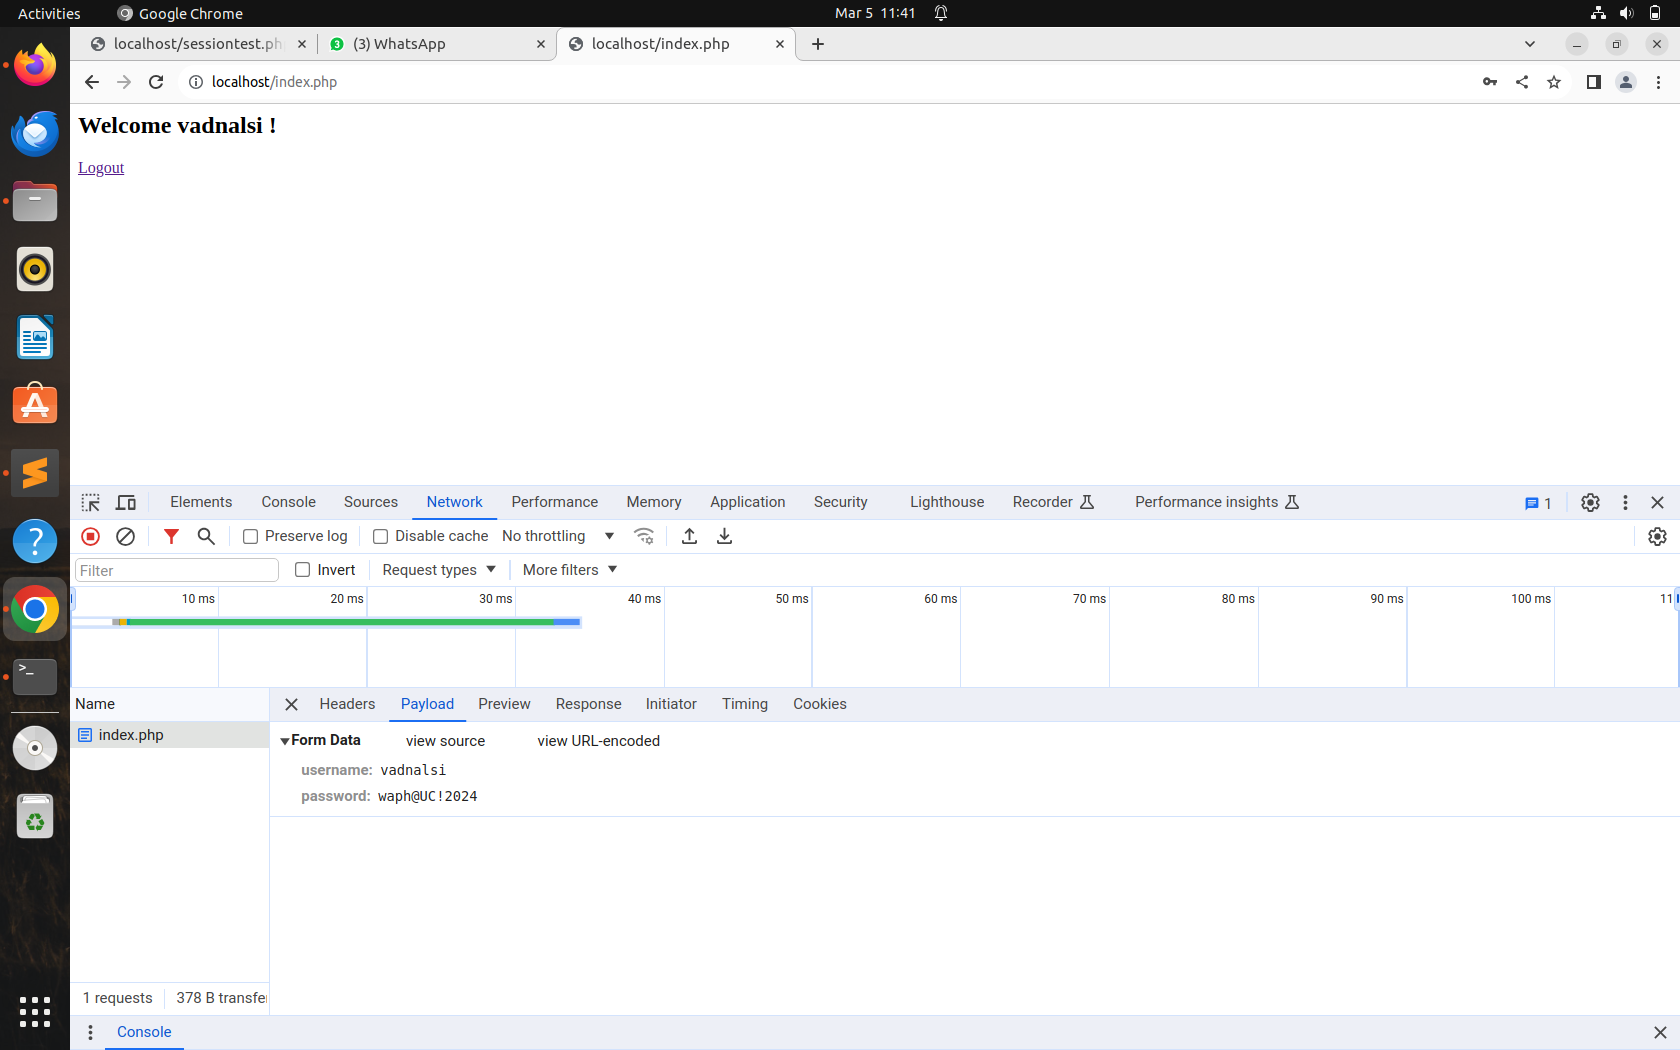 Activities Google Chrome Mar 5 11:41
localhost/sessiontest.ph (3) WhatsApp localhost/index.php
localhost/index.php
Welcome vadnalsi !
Logout
Elements Console Sources Network Performance Memory Application Security Lighthouse Recorder Performance insights 1
Preserve log Disable cache No throttling
Filter Invert Request types More filters
10 ms 20 ms 30 ms 40 ms 50 ms 60 ms 70 ms 80 ms 90 ms 100 ms 11
Name Headers Payload Preview Response Initiator Timing Cookies
index.php
Form Data view source view URL-encoded
username: vadnalsi
password: waph@UC!2024
1 requests 378 B transfer
Console